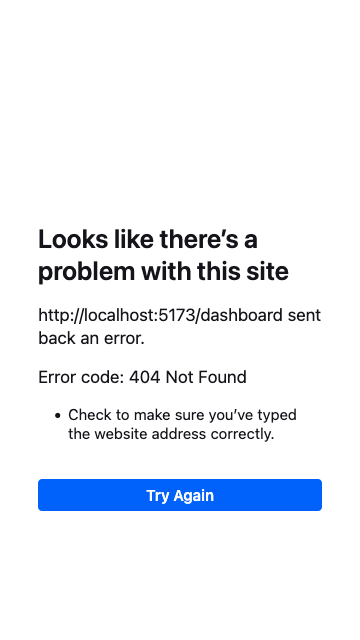 Looks like there’s a
problem with this site
http://localhost:5173/dashboard sent
back an error.
Error code: 404 Not Found
• Check to make sure you’ve typed
the website address correctly.
Try Again